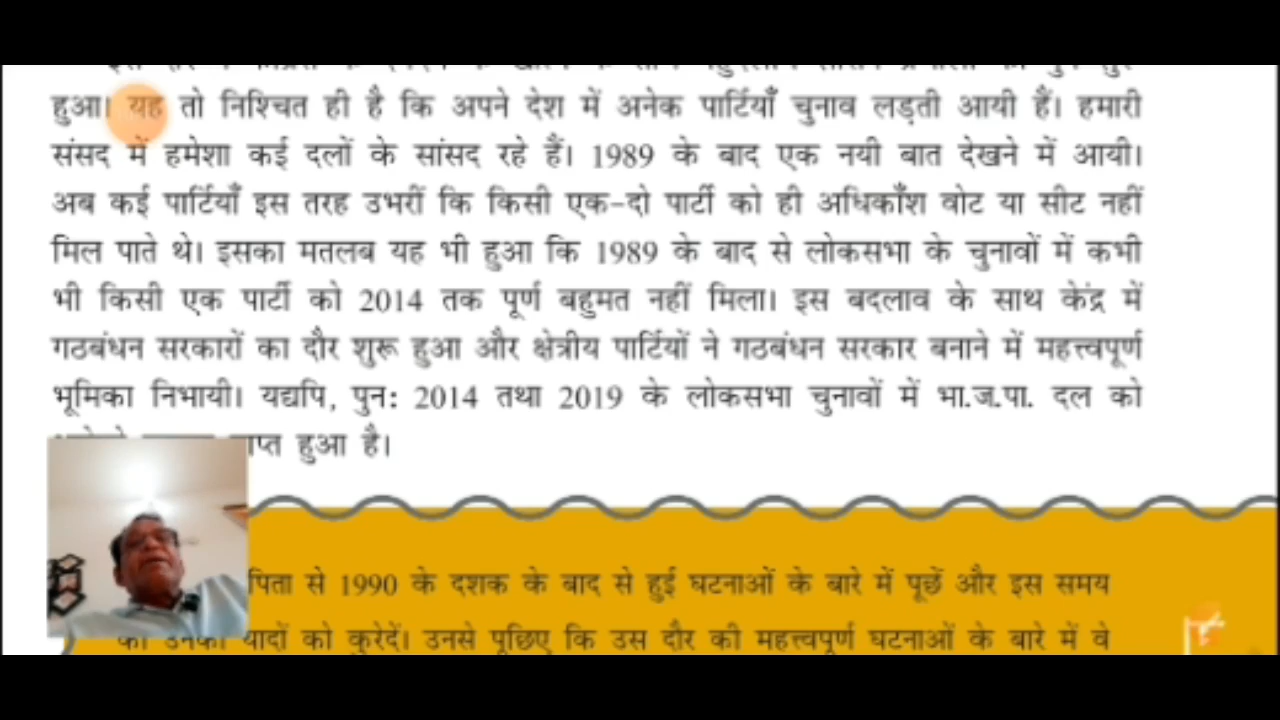 हुआ। यह तो निश्चित ही है कि अपने देश में अनेक पार्टियाँ चुनाव लड़ती आयी हैं। हमारी
संसद में हमेशा कई दलों के सांसद रहे हैं। 1989 के बाद एक नयी बात देखने में आयी।
अब कई पार्टियाँ इस तरह उभरीं कि किसी एक-दो पार्टी को ही अधिकाँश वोट या सीट नहीं
मिल पाते थे। इसका मतलब यह भी हुआ कि 1989 के बाद से लोकसभा के चुनावों में कभी
भी किसी एक पार्टी को 2014 तक पूर्ण बहुमत नहीं मिला। इस बदलाव के साथ केंद्र में
गठबंधन सरकारों का दौर शुरू हुआ और क्षेत्रीय पार्टियों ने गठबंधन सरकार बनाने में महत्त्वपूर्ण
भूमिका निभायी। यद्यपि, पुन: 2014 तथा 2019 के लोकसभा चुनावों में भा.ज.पा. दल को
हुआ है।
पिता से 1990 के दशक के बाद से हुई घटनाओं के बारे में पूछें और इस समय
की उनकी यादों को कुरेदें। उनसे पूछिए कि उस दौर की महत्त्वपूर्ण घटनाओं के बारे में वे